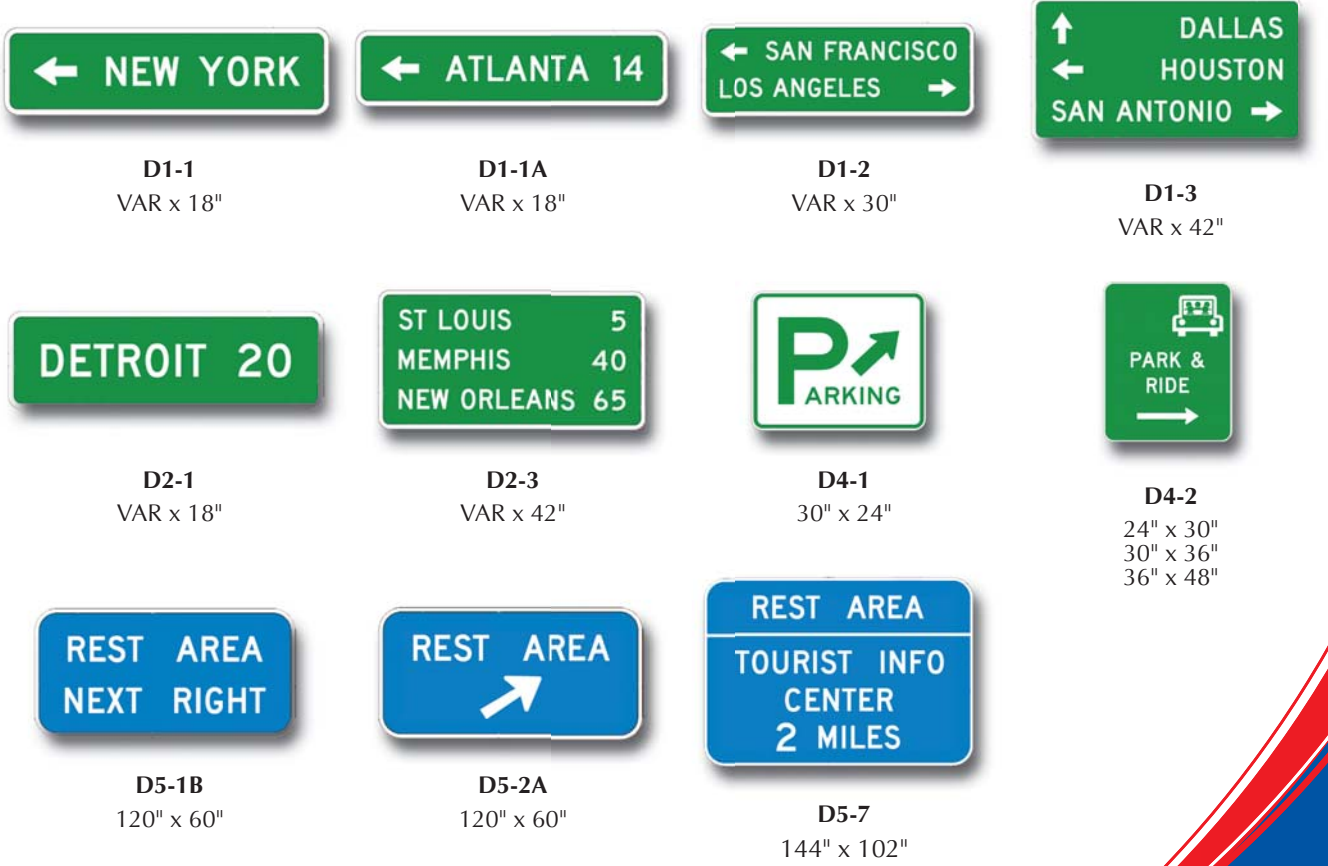 ← NEW YORK
← ATLANTA 14
← SAN FRANCISCO
LOS ANGELES →
↑ DALLAS
← HOUSTON
SAN ANTONIO →
D1-1
VAR x 18"
D1-1A
VAR x 18"
D1-2
VAR x 30"
D1-3
VAR x 42"
DETROIT 20
ST LOUIS 5
MEMPHIS 40
NEW ORLEANS 65
PARKING
PARK &
RIDE
D2-1
VAR x 18"
D2-3
VAR x 42"
D4-1
30" x 24"
D4-2
24" x 30"
30" x 36"
36" x 48"
REST AREA
NEXT RIGHT
REST AREA
REST AREA
TOURIST INFO
CENTER
2 MILES
D5-1B
120" x 60"
D5-2A
120" x 60"
D5-7
144" x 102"